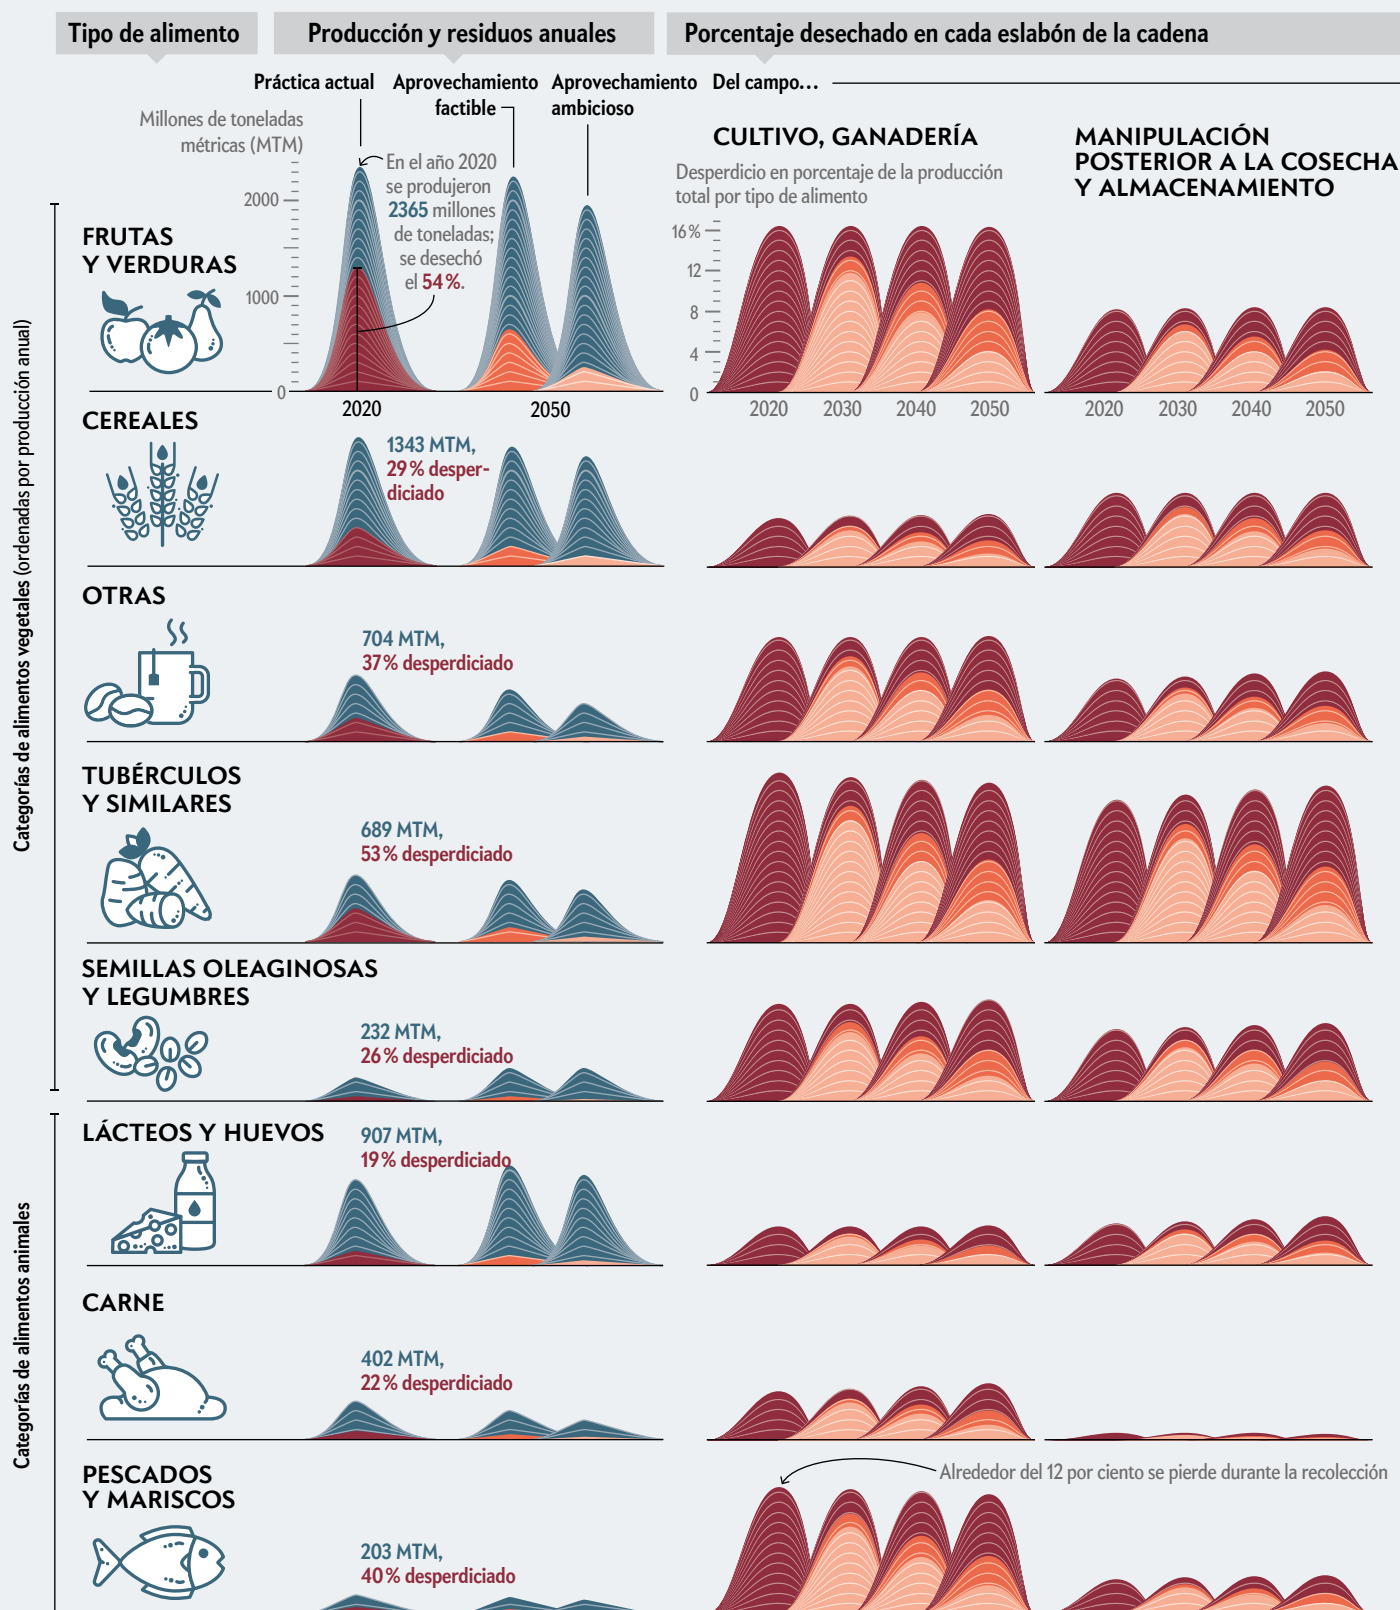 Tipo de alimento
Producción y residuos anuales
Porcentaje desechado en cada eslabón de la cadena
Práctica actual
Aprovechamiento
factible
Aprovechamiento
ambicioso
Del campo…
Millones de toneladas
métricas (MTM)
2000
1000
0
En el año 2020
se produjeron
2365 millones
de toneladas;
se desechó
el 54 %.
2020
2050
CULTIVO, GANADERÍA
Desperdicio en porcentaje de la producción
total por tipo de alimento
16 %
12
8
4
0
2020 2030 2040 2050
MANIPULACIÓN
POSTERIOR A LA COSECHA
Y ALMACENAMIENTO
2020 2030 2040 2050
Categorías de alimentos vegetales (ordenadas por producción anual)
FRUTAS
Y VERDURAS
CEREALES
1343 MTM,
29 % desper-
diciado
OTRAS
704 MTM,
37 % desperdiciado
TUBÉRCULOS
Y SIMILARES
689 MTM,
53 % desperdiciado
SEMILLAS OLEAGINOSAS
Y LEGUMBRES
232 MTM,
26 % desperdiciado
Categorías de alimentos animales
LÁCTEOS Y HUEVOS
907 MTM,
19 % desperdiciado
CARNE
402 MTM,
22 % desperdiciado
PESCADOS
Y MARISCOS
203 MTM,
40 % desperdiciado
Alrededor del 12 por ciento se pierde durante la recolección